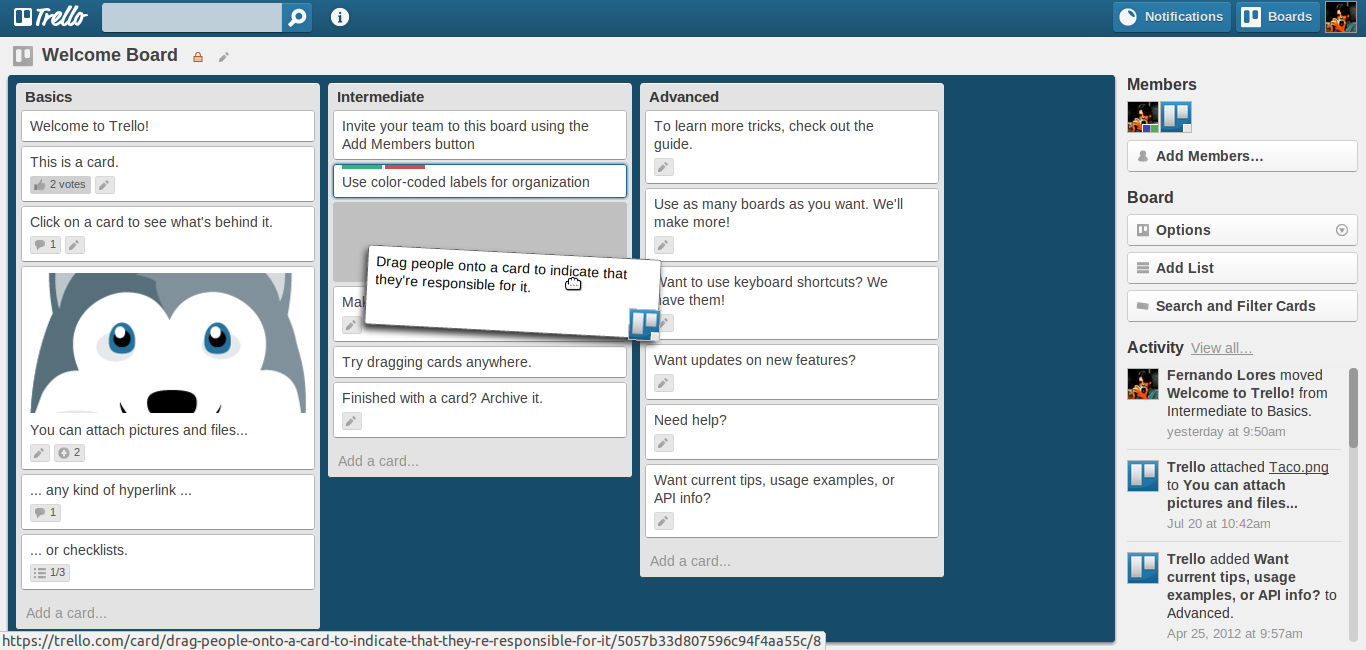 Trello
Notifications
Boards
Welcome Board
Basics
Welcome to Trello!
This is a card.
2 votes
Click on a card to see what's behind it.
1
You can attach pictures and files...
2
... any kind of hyperlink ...
1
... or checklists.
1/3
Add a card...
Intermediate
Invite your team to this board using the
Add Members button
Use color-coded labels for organization
Drag people onto a card to indicate that
they're responsible for it.
Try dragging cards anywhere.
Finished with a card? Archive it.
Add a card...
Advanced
To learn more tricks, check out the
guide.
Use as many boards as you want. We'll
make more!
Want to use keyboard shortcuts? We
have them!
Want updates on new features?
Need help?
Want current tips, usage examples, or
API info?
Add a card...
Members
Add Members…
Board
Options
Add List
Search and Filter Cards
Activity View all…
Fernando Lores moved
Welcome to Trello! from
Intermediate to Basics.
yesterday at 9:50am
Trello attached Taco.png
to You can attach
pictures and files...
Jul 20 at 10:42am
Trello added Want
current tips, usage
examples, or API info? to
Advanced.
Apr 25, 2012 at 9:57am
https://trello.com/card/drag-people-onto-a-card-to-indicate-that-they-re-responsible-for-it/5057b33d807596c94f4aa55c/8